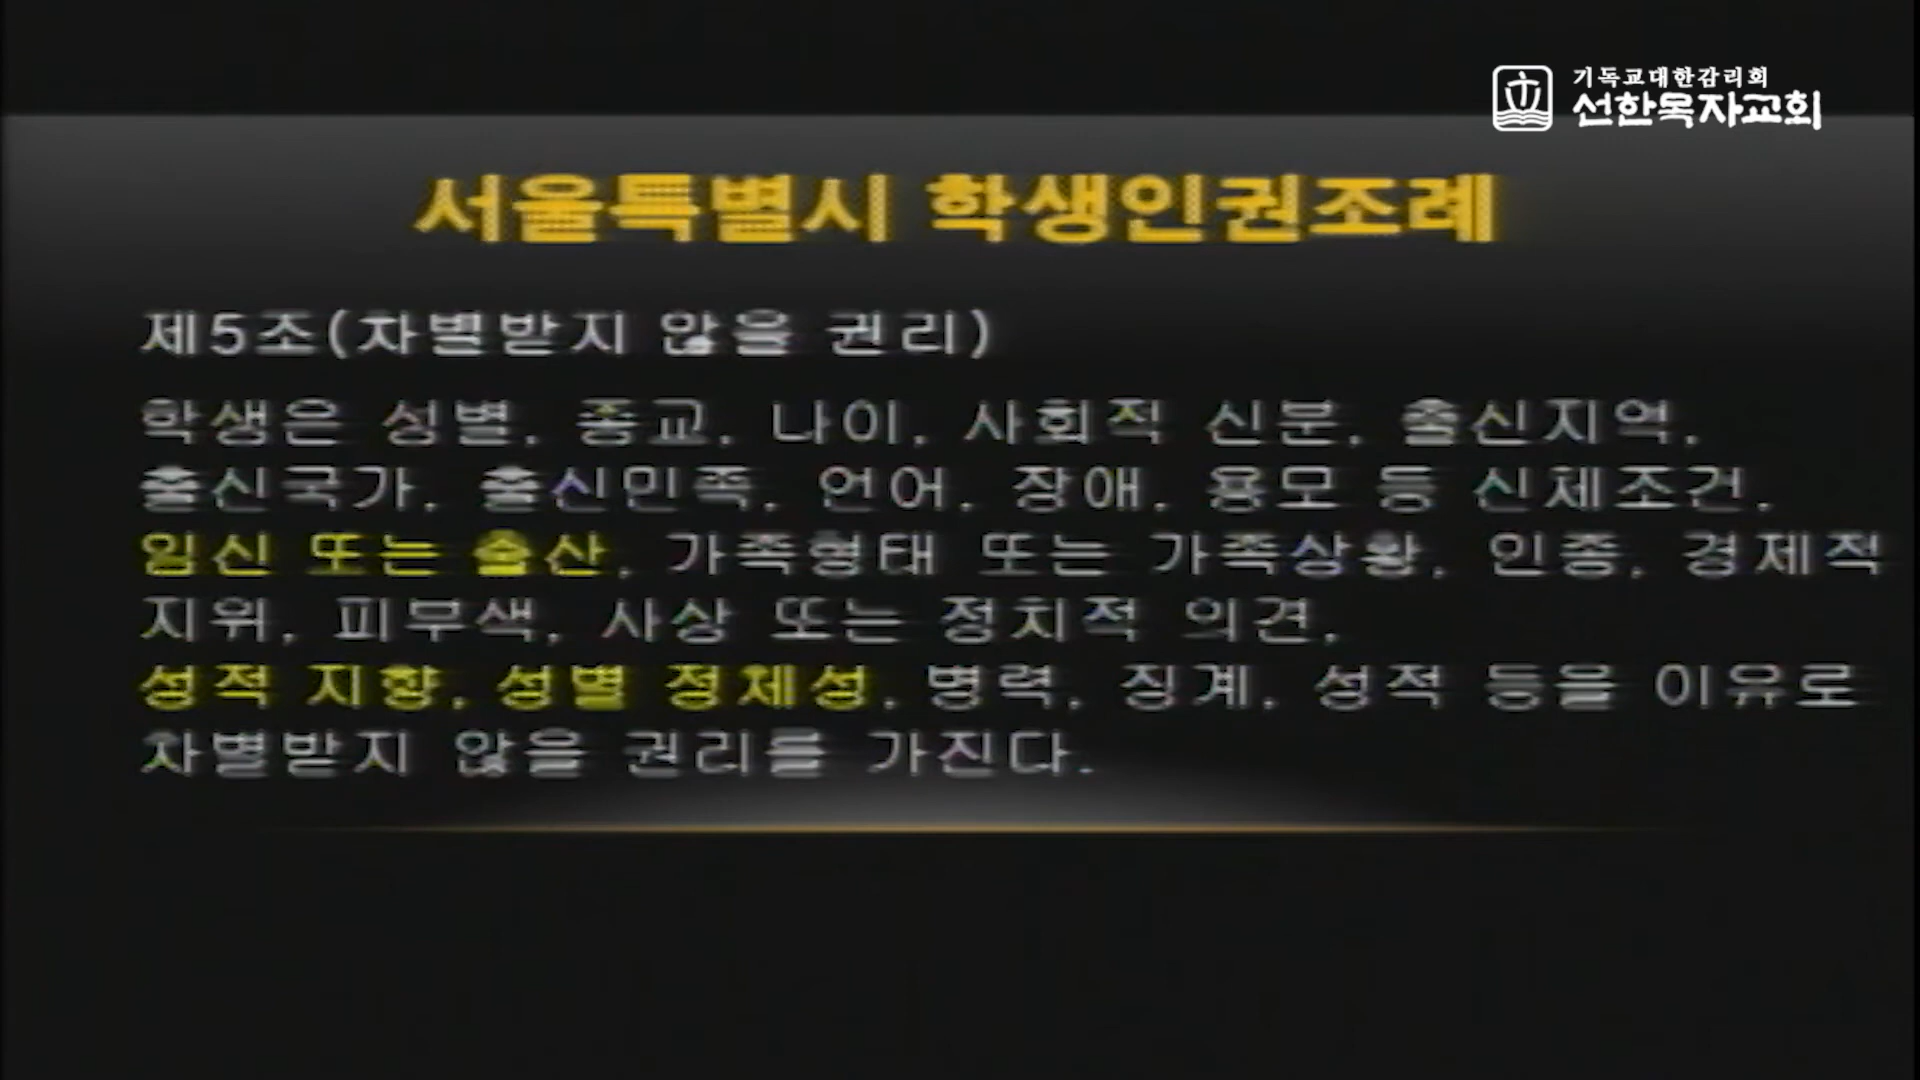 기독교대한감리회
선한목자교회
서울특별시 학생인권조례
제5조(차별받지 않을 권리)
학생은 성별, 종교, 나이, 사회적 신분, 출신지역,
출신국가, 출신민족, 언어, 장애, 용모 등 신체조건,
임신 또는 출산, 가족형태 또는 가족상황, 인종, 경제적
지위, 피부색, 사상 또는 정치적 의견,
성적 지향, 성별 정체성, 병력, 징계, 성적 등을 이유로
차별받지 않을 권리를 가진다.